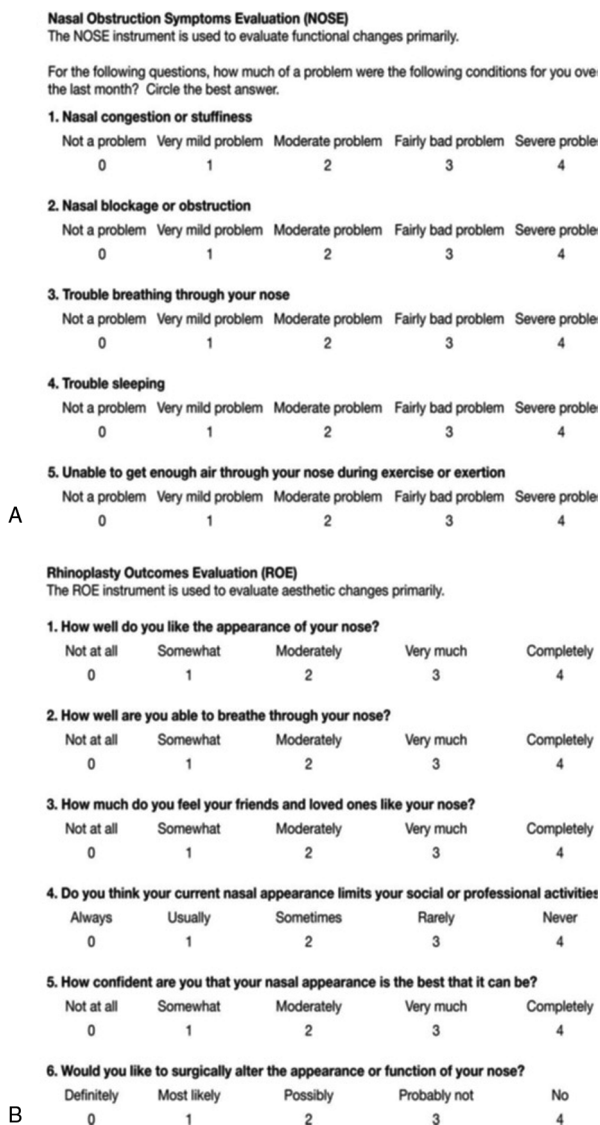 Nasal Obstruction Symptoms Evaluation (NOSE)
The NOSE instrument is used to evaluate functional changes primarily.
For the following questions, how much of a problem were the following conditions for you ove
the last month? Circle the best answer.
1. Nasal congestion or stuffiness
Not a problem Very mild problem Moderate problem Fairly bad problem Severe proble
0 1 2 3 4
2. Nasal blockage or obstruction
Not a problem Very mild problem Moderate problem Fairly bad problem Severe proble
0 1 2 3 4
3. Trouble breathing through your nose
Not a problem Very mild problem Moderate problem Fairly bad problem Severe proble
0 1 2 3 4
4. Trouble sleeping
Not a problem Very mild problem Moderate problem Fairly bad problem Severe proble
0 1 2 3 4
5. Unable to get enough air through your nose during exercise or exertion
Not a problem Very mild problem Moderate problem Fairly bad problem Severe proble
A
0 1 2 3 4
Rhinoplasty Outcomes Evaluation (ROE)
The ROE instrument is used to evaluate aesthetic changes primarily.
1. How well do you like the appearance of your nose?
Not at all Somewhat Moderately Very much Completely
0 1 2 3 4
2. How well are you able to breathe through your nose?
Not at all Somewhat Moderately Very much Completely
0 1 2 3 4
3. How much do you feel your friends and loved ones like your nose?
Not at all Somewhat Moderately Very much Completely
0 1 2 3 4
4. Do you think your current nasal appearance limits your social or professional activities
Always Usually Sometimes Rarely Never
0 1 2 3 4
5. How confident are you that your nasal appearance is the best that it can be?
Not at all Somewhat Moderately Very much Completely
0 1 2 3 4
6. Would you like to surgically alter the appearance or function of your nose?
Definitely Most likely Possibly Probably not No
B
0 1 2 3 4